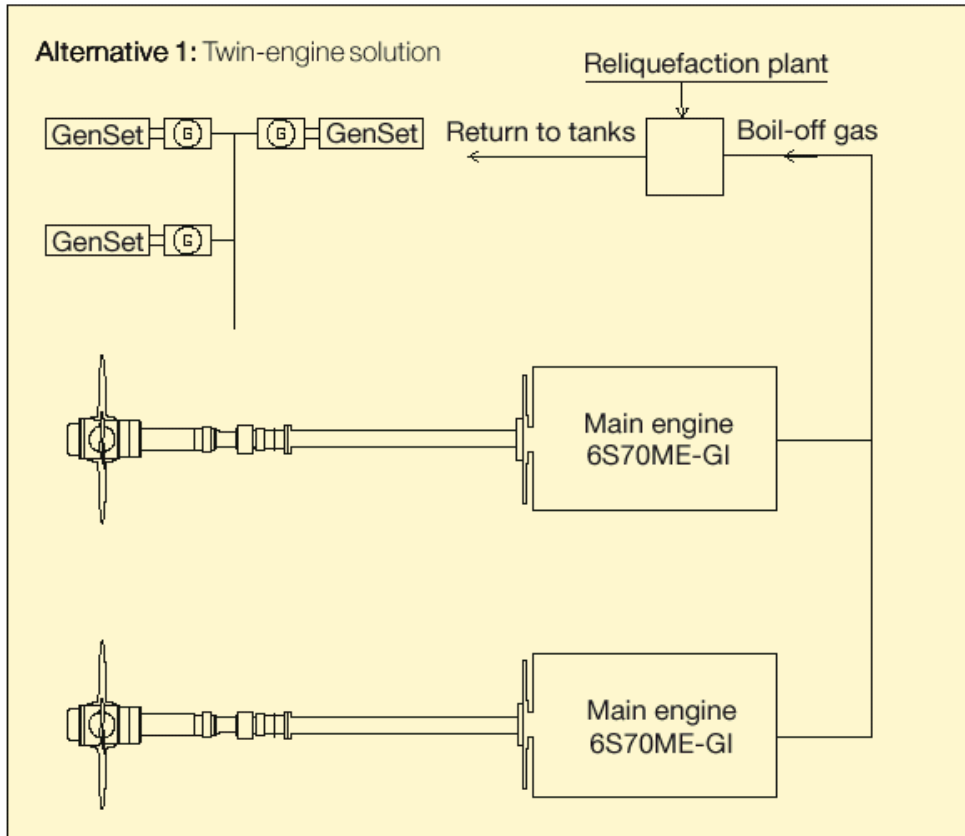 Alternative 1: Twin-engine solution
Reliquefaction plant
GenSet G G GenSet
Return to tanks
Boil-off gas
GenSet G
Main engine
6S70ME-GI
Main engine
6S70ME-GI